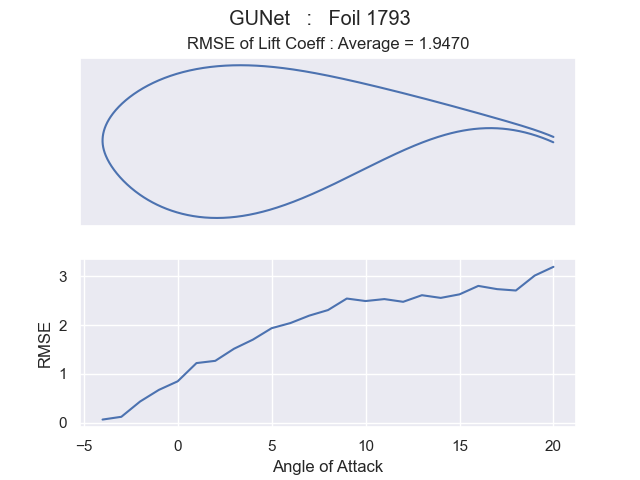 GUNet   :   Foil 1793
RMSE of Lift Coeff : Average = 1.9470
3
2
1
0
RMSE
−5 0 5 10 15 20
Angle of Attack